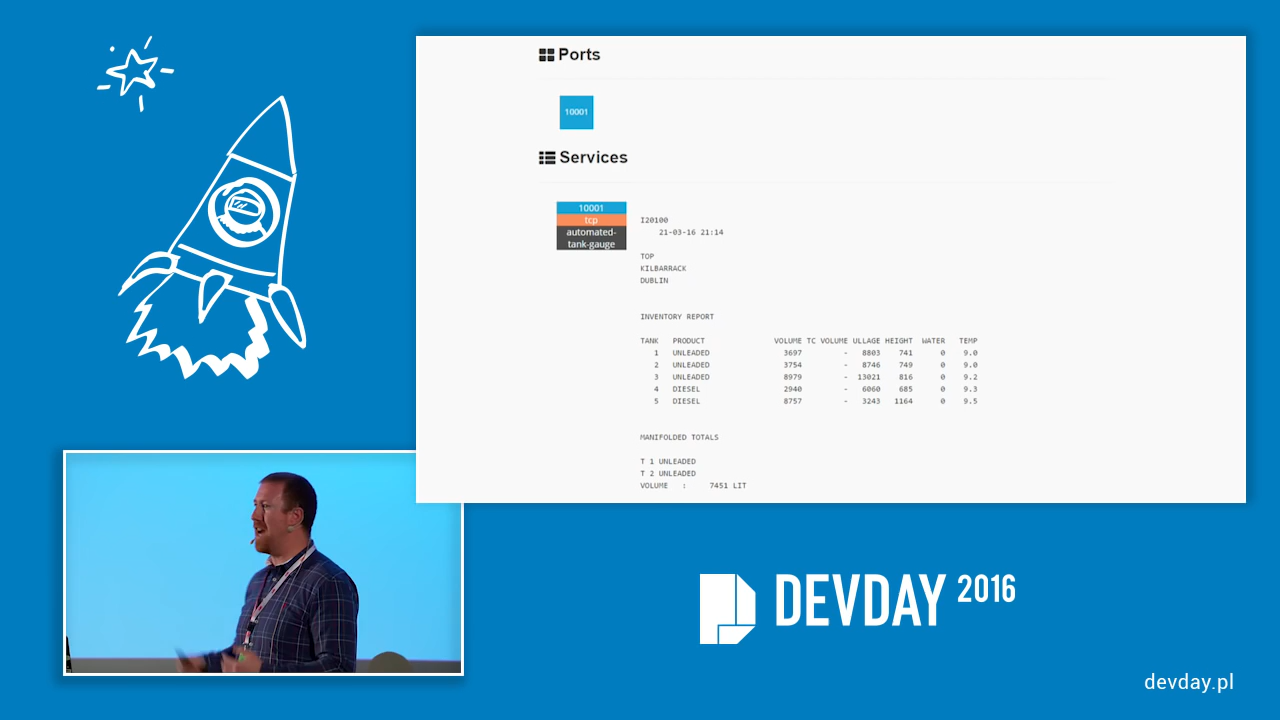 Ports
10001
Services
10001
tcp
automated-
tank-gauge
I20100
21-03-16 21:14
TOP
KILBARRACK
DUBLIN
INVENTORY REPORT
TANK PRODUCT VOLUME TC VOLUME ULLAGE HEIGHT WATER TEMP
1 UNLEADED 3697 - 8803 741 0 9.0
2 UNLEADED 3754 - 8746 749 0 9.0
3 UNLEADED 8979 - 13021 816 0 9.2
4 DIESEL 2940 - 6060 685 0 9.3
5 DIESEL 8757 - 3243 1164 0 9.5
MANIFOLDED TOTALS
T 1 UNLEADED
T 2 UNLEADED
VOLUME : 7451 LIT
DEVDAY 2016
devday.pl